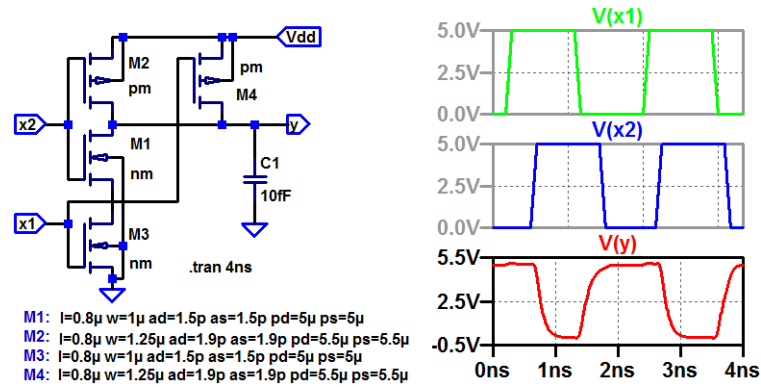 Vdd
M2
pm
pm
M4
x2
M1
y
nm
C1
10fF
x1
M3
nm
.tran 4ns
M1: l=0.8µ w=1µ ad=1.5p as=1.5p pd=5µ ps=5µ
M2: l=0.8µ w=1.25µ ad=1.9p as=1.9p pd=5.5µ ps=5.5µ
M3: l=0.8µ w=1µ ad=1.5p as=1.5p pd=5µ ps=5µ
M4: l=0.8µ w=1.25µ ad=1.9p as=1.9p pd=5.5µ ps=5.5µ
V(x1)
5.0V
2.5V
0.0V
V(x2)
5.0V
2.5V
0.0V
V(y)
5.5V
2.5V
-0.5V
0ns 1ns 2ns 3ns 4ns